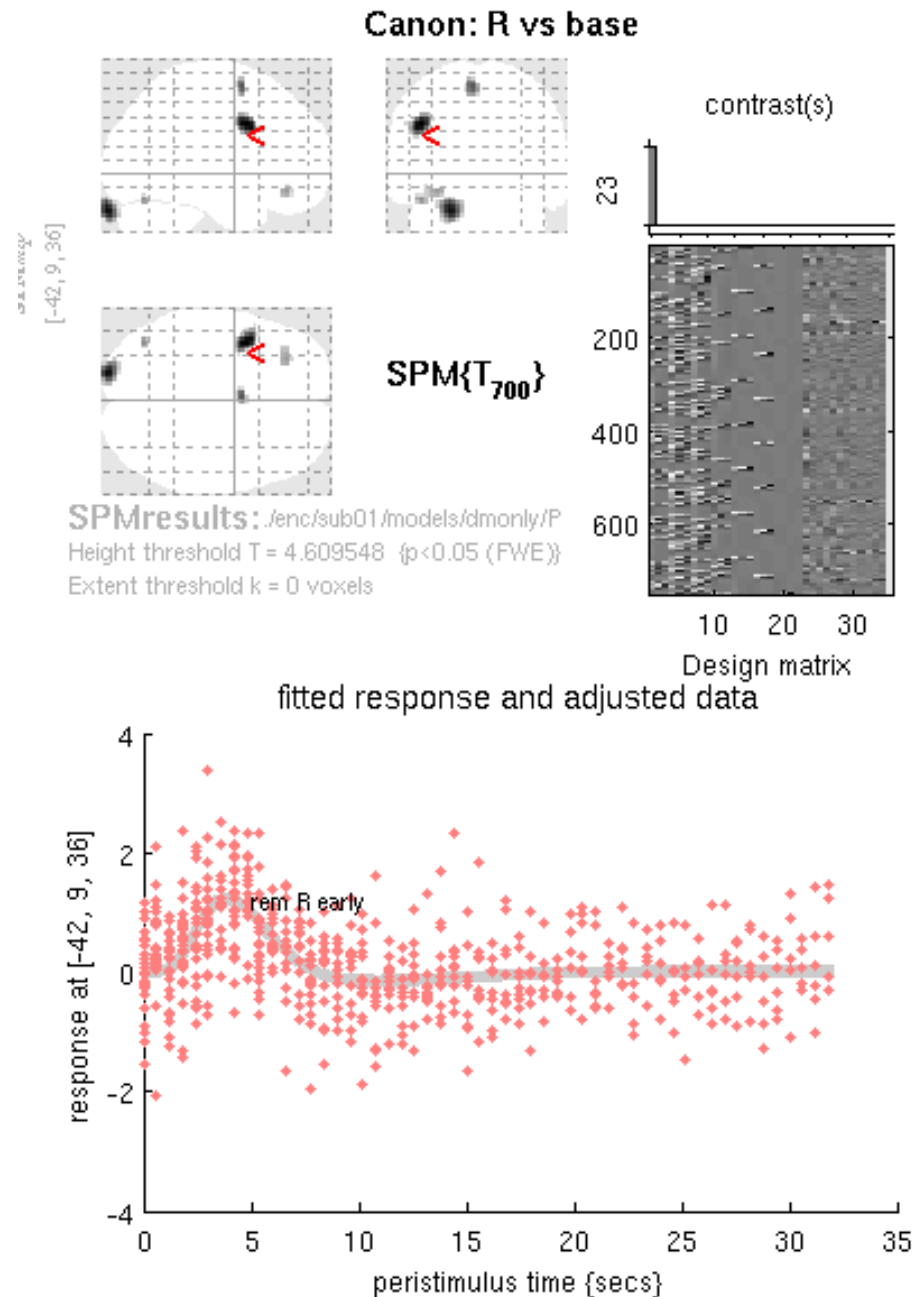 Canon: R vs base
contrast(s)
23
[-42, 9, 36]
SPM{T700}
200
400
600
10 20 30
Design matrix
SPMresults: ./enc/sub01/models/dmonly/P
Height threshold T = 4.609548 {p<0.05 (FWE)}
Extent threshold k = 0 voxels
fitted response and adjusted data
response at [-42, 9, 36]
4
2
0
-2
-4
rem R early
0 5 10 15 20 25 30 35
peristimulus time {secs}